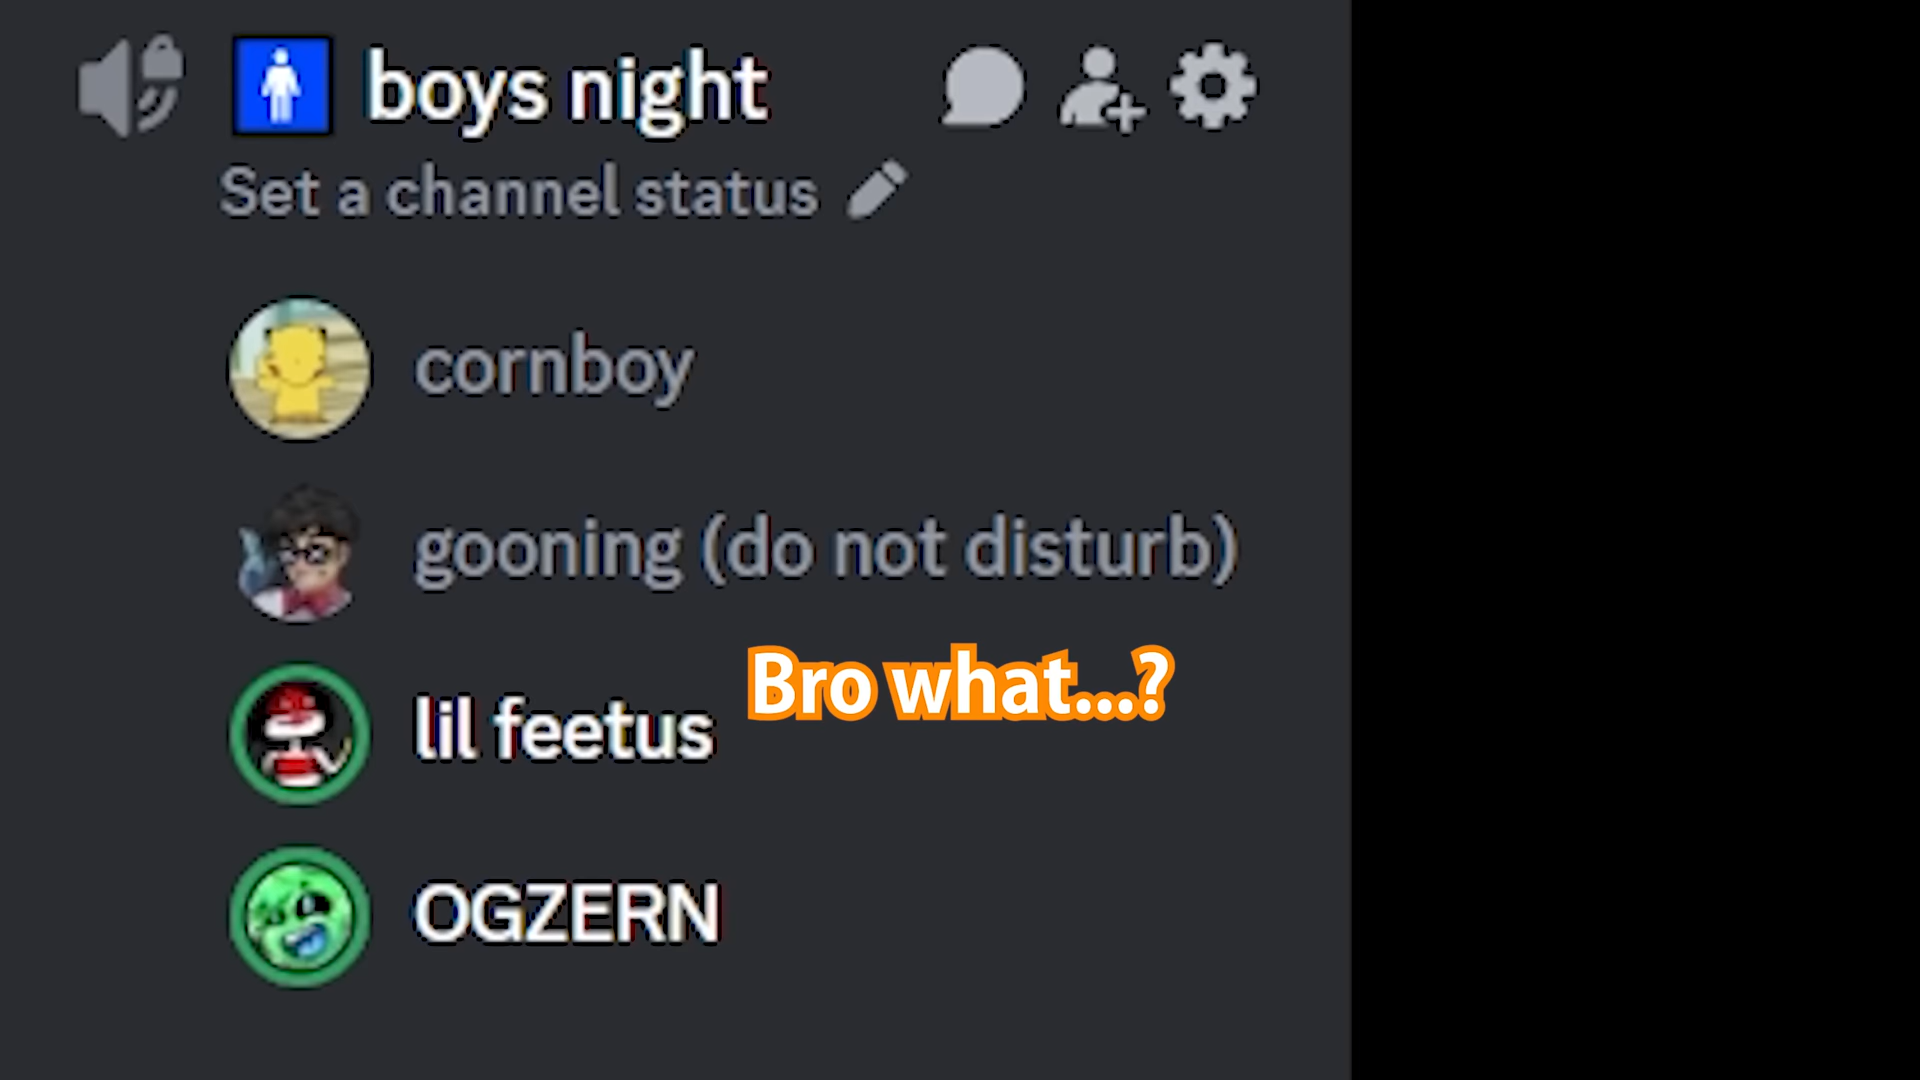 boys night
Set a channel status
cornboy
gooning (do not disturb)
Bro what...?
lil feetus
OGZERN